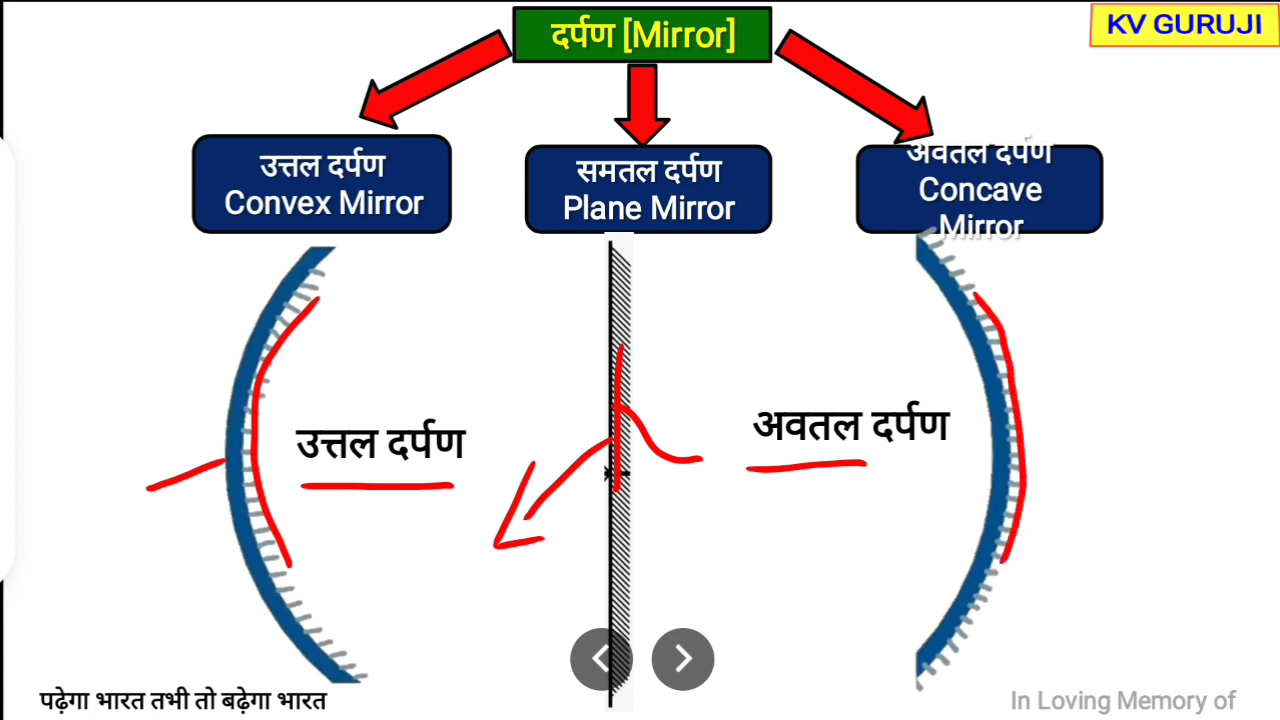 दर्पण [Mirror]
KV GURUJI
उत्तल दर्पण
Convex Mirror
समतल दर्पण
Plane Mirror
अवतल दर्पण
Concave
Mirror
उत्तल दर्पण
अवतल दर्पण
पढ़ेगा भारत तभी तो बढ़ेगा भारत
In Loving Memory of